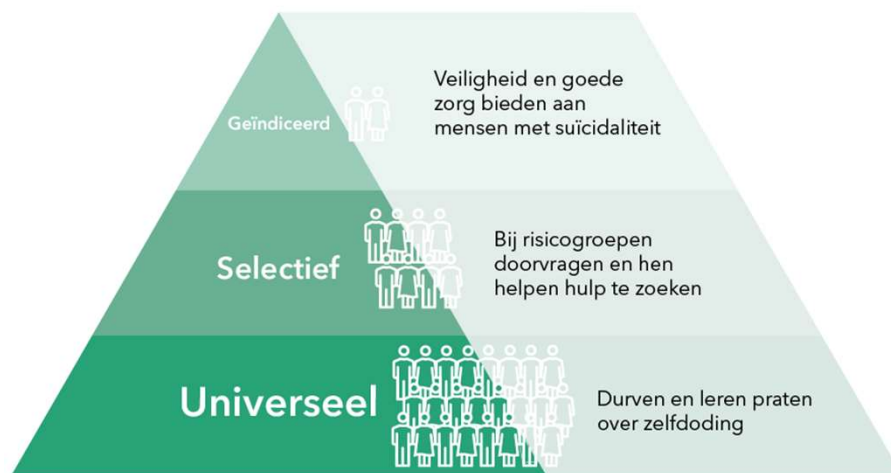 Geïndiceerd
Veiligheid en goede
zorg bieden aan
mensen met suïcidaliteit
Selectief
Bij risicogroepen
doorvragen en hen
helpen hulp te zoeken
Universeel
Durven en leren praten
over zelfdoding